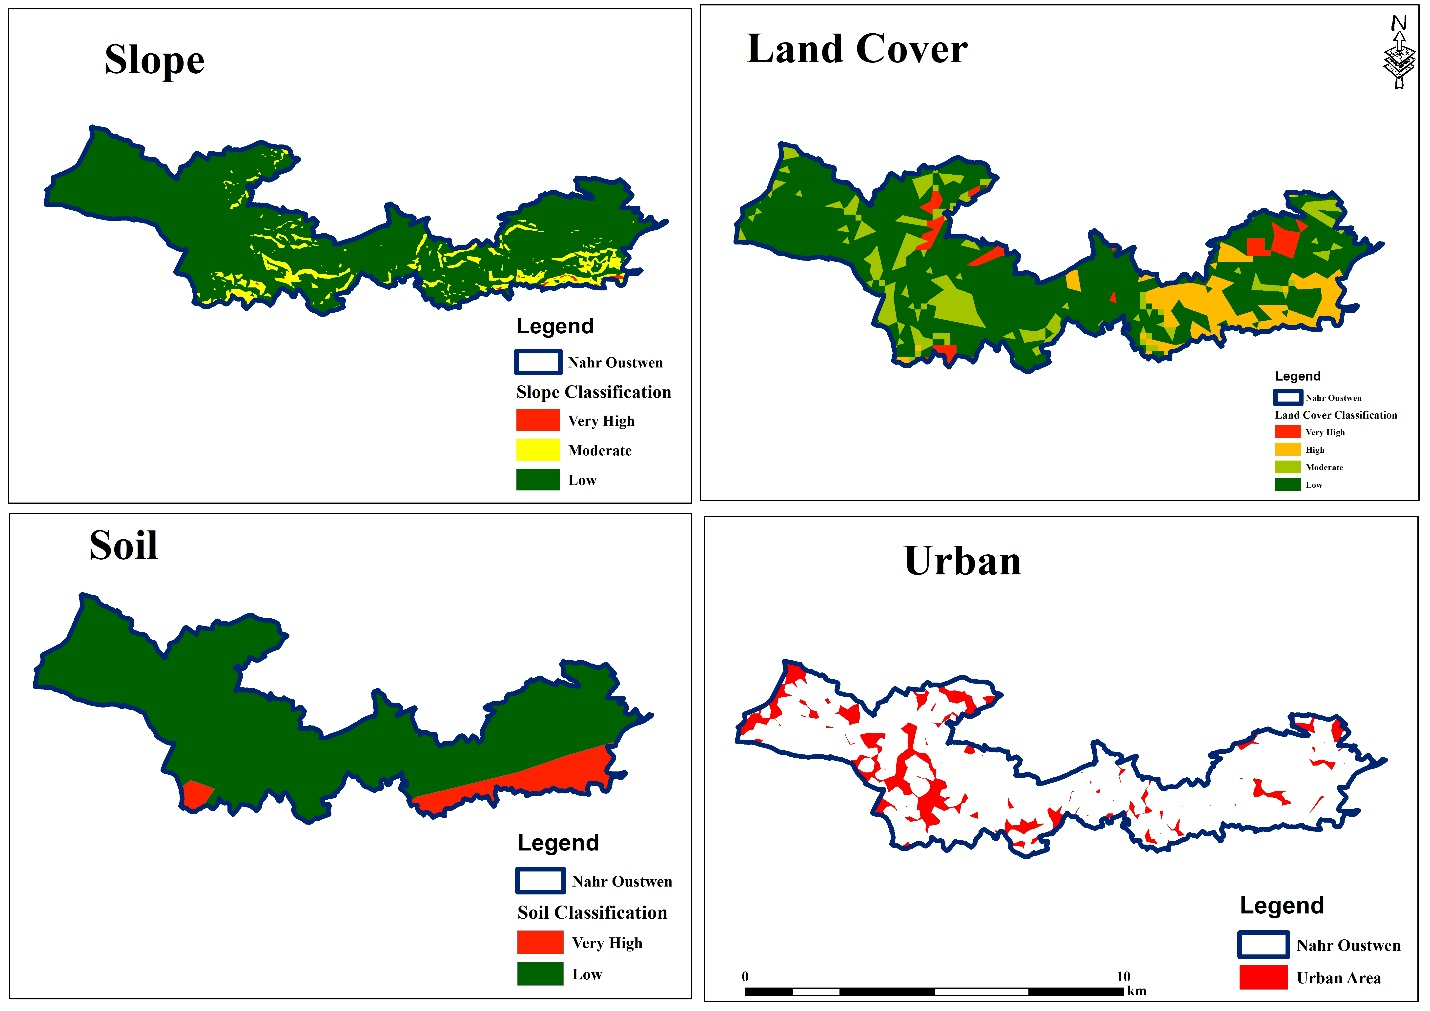 Slope
Legend
Nahr Oustwen
Slope Classification
Very High
Moderate
Low
Land Cover
N
Legend
Nahr Oustwen
Land Cover Classification
Very High
High
Moderate
Low
Soil
Legend
Nahr Oustwen
Soil Classification
Very High
Low
Urban
Legend
Nahr Oustwen
Urban Area
0 10
km